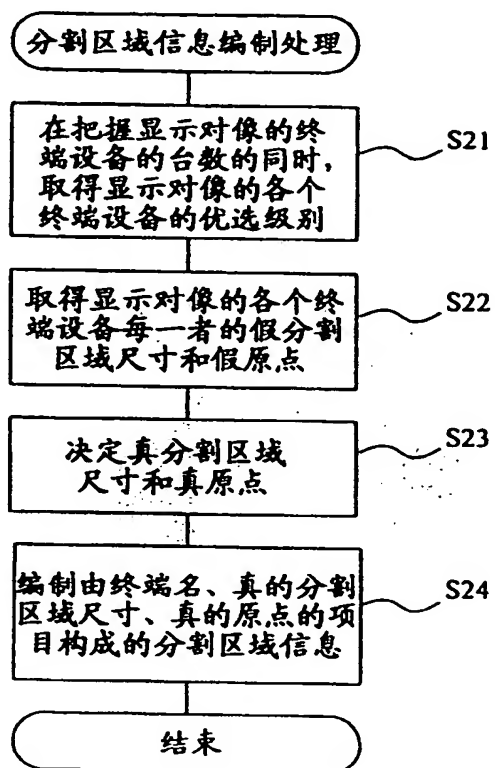 分割区域信息编制处理
在把握显示对像的终
端设备的台数的同时,
取得显示对像的各个
终端设备的优选级别
S21
取得显示对像的各个终
端设备每一者的假分割
区域尺寸和假原点
S22
决定真分割区域
尺寸和真原点
S23
编制由终端名、真的分割
区域尺寸、真的原点的项
目构成的分割区域信息
S24
结束